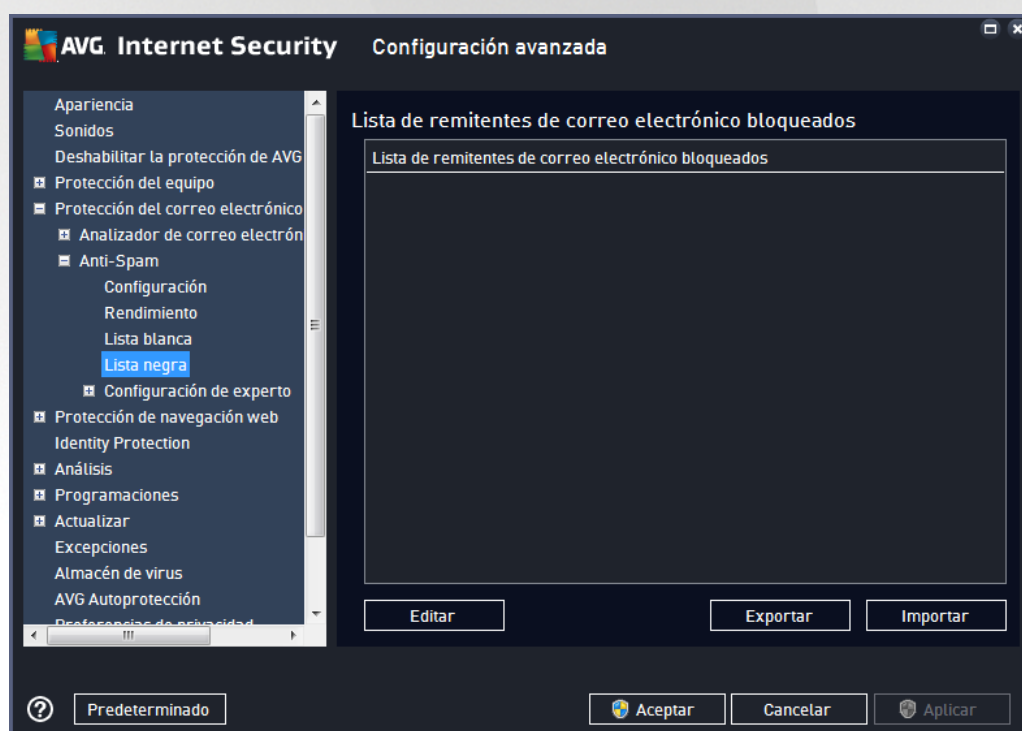 AVG. Internet Security Configuración avanzada
Apariencia
Sonidos
Deshabilitar la protección de AVG
Protección del equipo
Protección del correo electrónico
Analizador de correo electrón
Anti-Spam
Configuración
Rendimiento
Lista blanca
Lista negra
Configuración de experto
Protección de navegación web
Identity Protection
Análisis
Programaciones
Actualizar
Excepciones
Almacén de virus
AVG Autoprotección
Preferencias de privacidad
Lista de remitentes de correo electrónico bloqueados
Lista de remitentes de correo electrónico bloqueados
Editar Exportar Importar
Predeterminado Aceptar Cancelar Aplicar